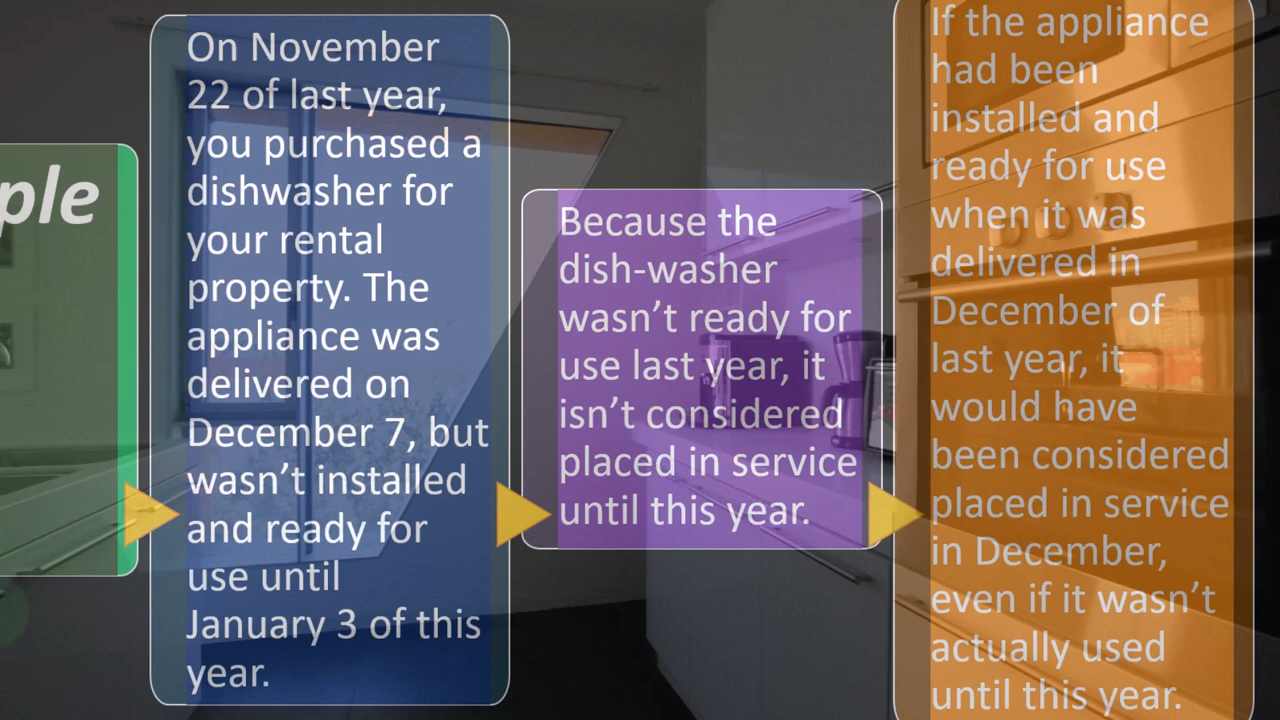 ple
On November
22 of last year,
you purchased a
dishwasher for
your rental
property. The
appliance was
delivered on
December 7, but
wasn't installed
and ready for
use until
January 3 of this
year.
Because the
dish-washer
wasn't ready for
use last year, it
isn't considered
placed in service
until this year.
If the appliance
had been
installed and
ready for use
when it was
delivered in
December of
last year, it
would have
been considered
placed in service
in December,
even if it wasn't
actually used
until this year.